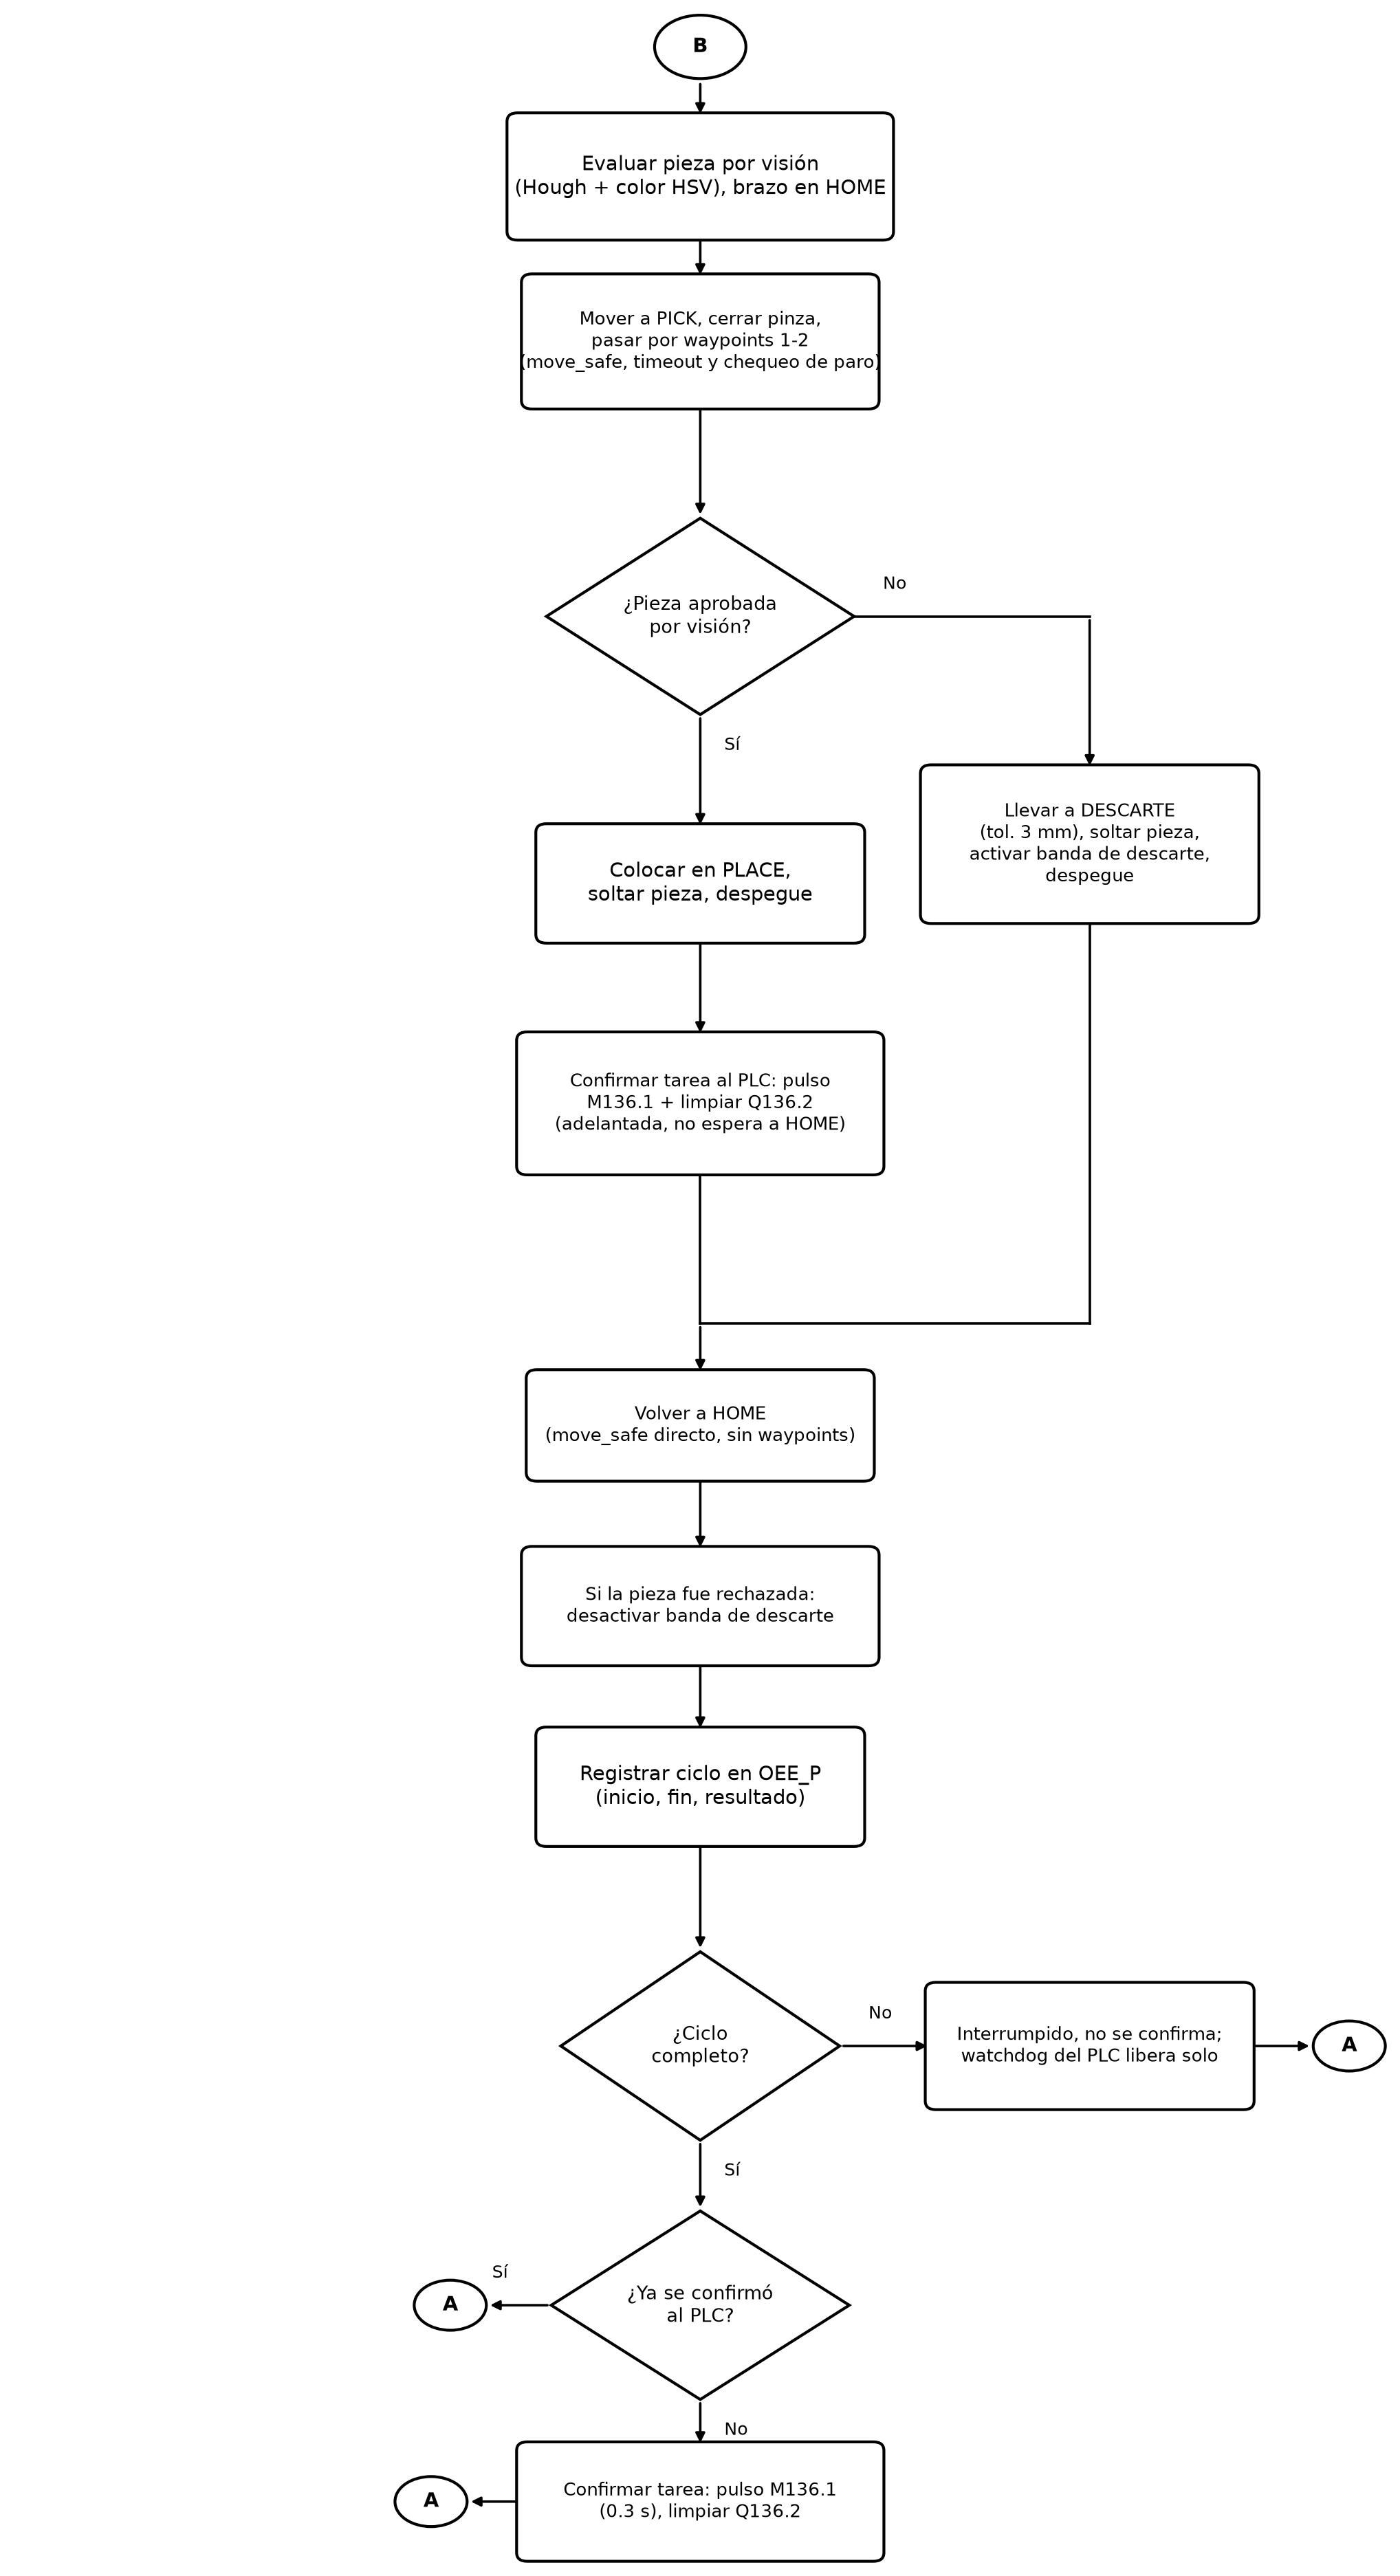 B
Evaluar pieza por visión
(Hough + color HSV), brazo en HOME
Mover a PICK, cerrar pinza,
pasar por waypoints 1-2
(move_safe, timeout y chequeo de paro)
¿Pieza aprobada
por visión?
No
Sí
Llevar a DESCARTE
(tol. 3 mm), soltar pieza,
activar banda de descarte,
despegue
Colocar en PLACE,
soltar pieza, despegue
Confirmar tarea al PLC: pulso
M136.1 + limpiar Q136.2
(adelantada, no espera a HOME)
Volver a HOME
(move_safe directo, sin waypoints)
Si la pieza fue rechazada:
desactivar banda de descarte
Registrar ciclo en OEE_P
(inicio, fin, resultado)
¿Ciclo
completo?
No
Interrumpido, no se confirma;
watchdog del PLC libera solo
A
Sí
¿Ya se confirmó
al PLC?
Sí
A
No
Confirmar tarea: pulso M136.1
(0.3 s), limpiar Q136.2
A